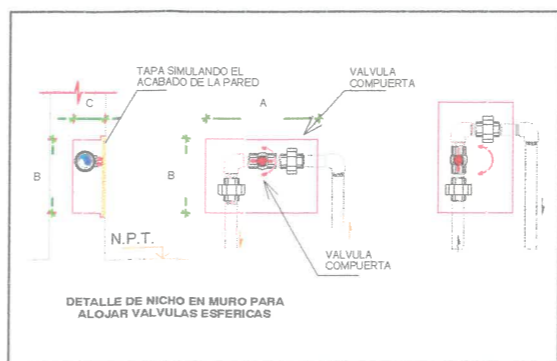 TAPA SIMULANDO EL
ACABADO DE LA PARED
VALVULA
COMPUERTA
C
A
B
B
N.P.T.
VALVULA
COMPUERTA
DETALLE DE NICHO EN MURO PARA
ALOJAR VALVULAS ESFERICAS